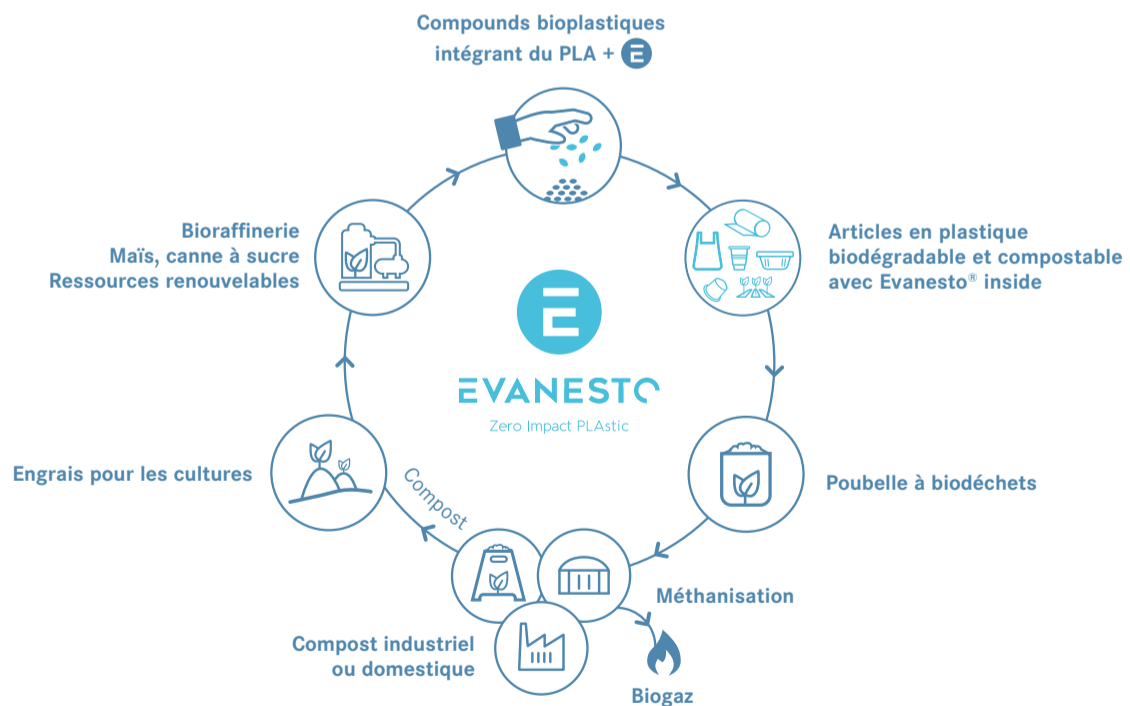 Compounds bioplastiques
intégrant du PLA + E
Bioraffinerie
Maïs, canne à sucre
Ressources renouvelables
Articles en plastique
biodégradable et compostable
avec Evanesto® inside
E
EVANESTO
Zero Impact PLAstic
Engrais pour les cultures
Compost
Poubelle à biodéchets
Méthanisation
Compost industriel
ou domestique
Biogaz